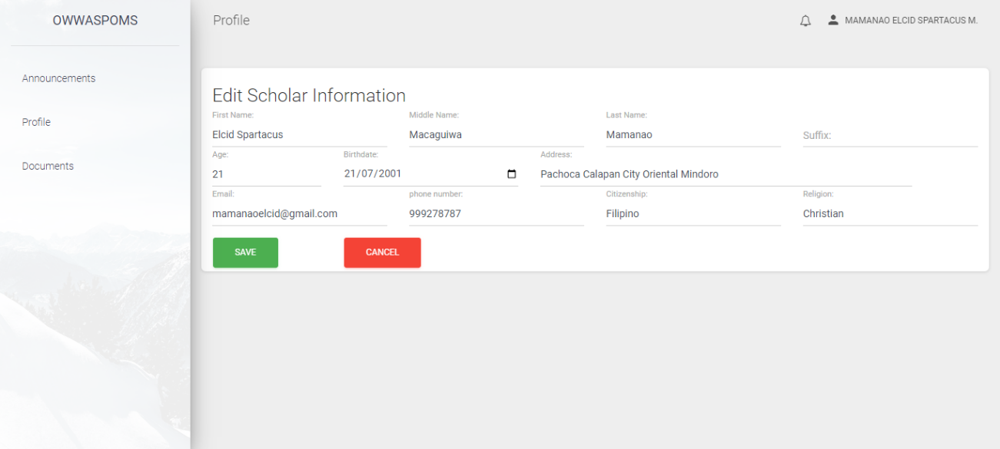 OWWASPOMS
Profile
MAMANAO ELCID SPARTACUS M.
Announcements
Profile
Documents
Edit Scholar Information
First Name: Middle Name: Last Name:
Elcid Spartacus Macaguiwa Mamanao Suffix:
Age: Birthdate: Address:
21 21/07/2001 Pachoca Calapan City Oriental Mindoro
Email: phone number: Citizenship: Religion:
mamanaoelcid@gmail.com 999278787 Filipino Christian
SAVE CANCEL